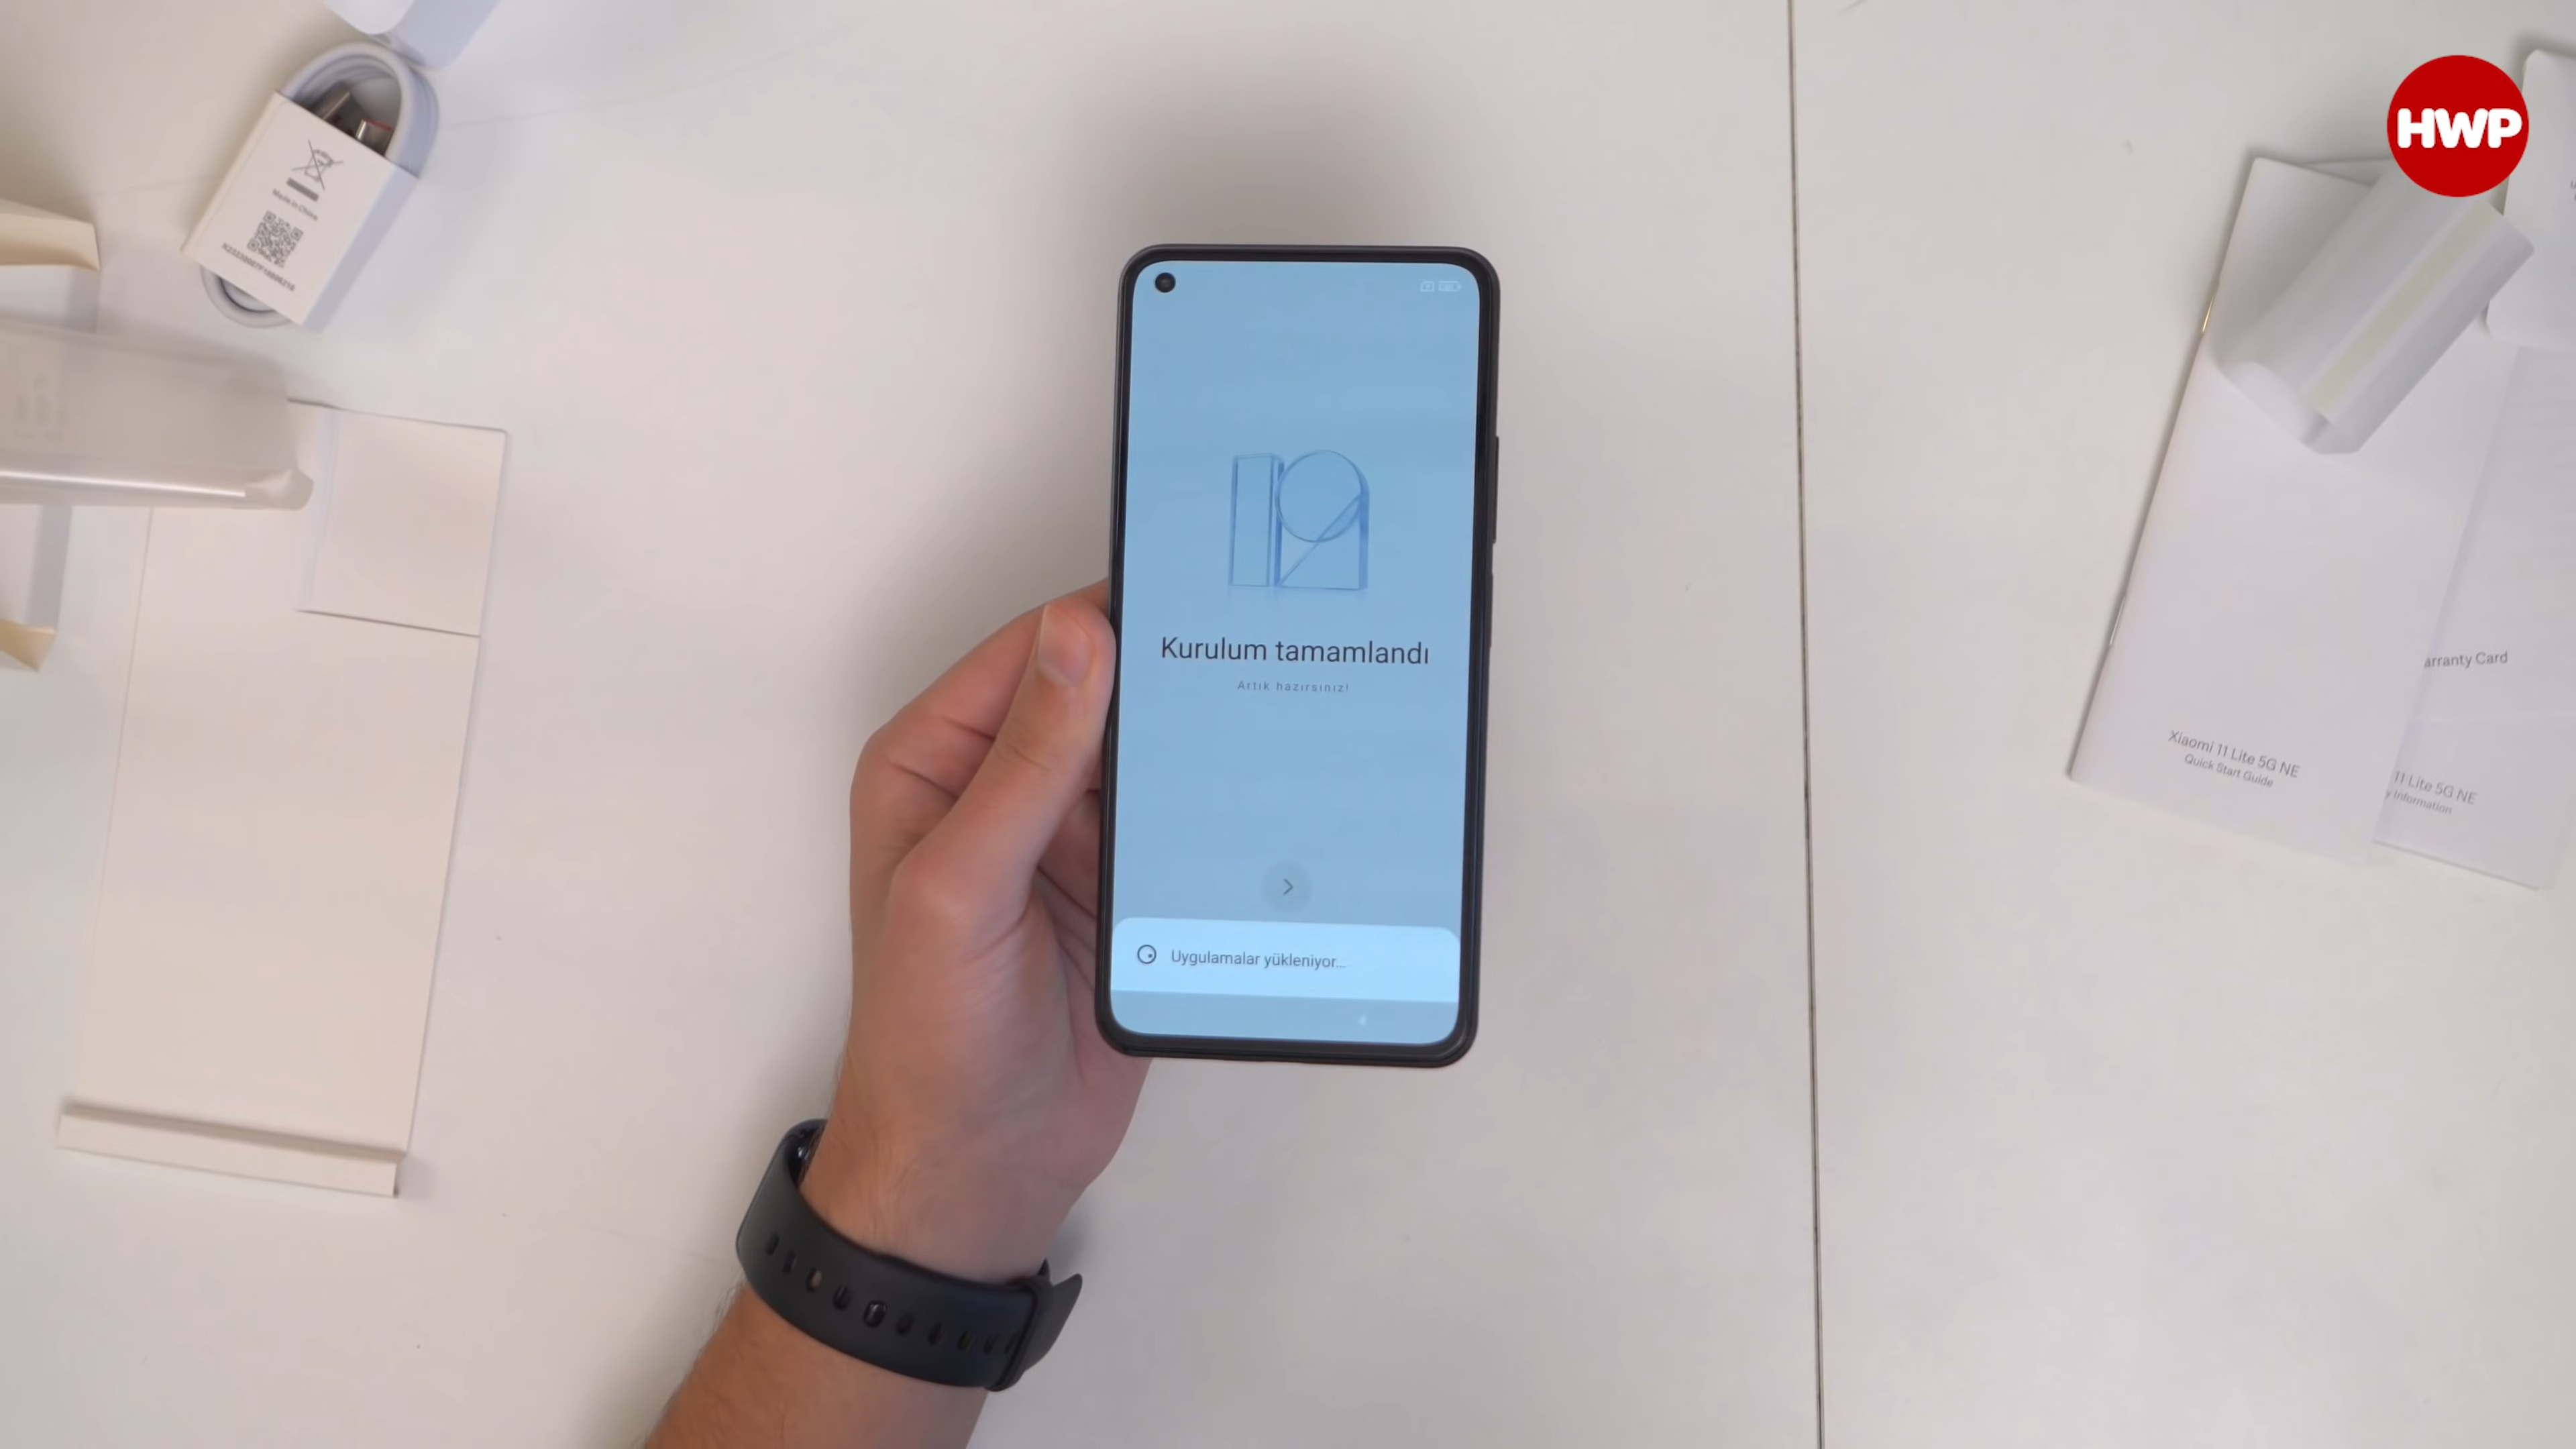 HWP
Made in China
Kurulum tamamlandı
Artık hazırsınız!
Uygulamalar yükleniyor...
arranty Card
Xiaomi 11 Lite 5G NE
Quick Start Guide
11 Lite 5G NE
y Information